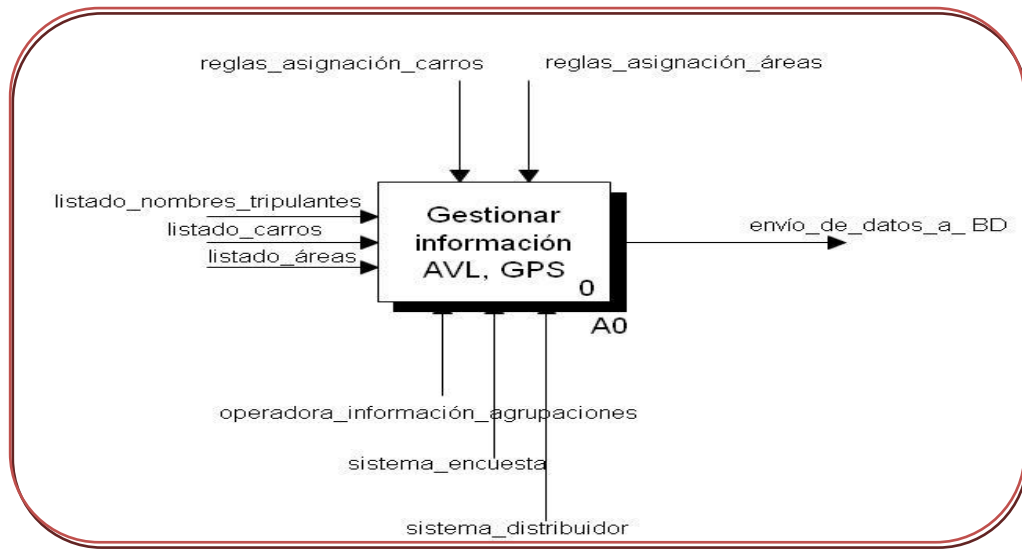 reglas_asignación_carros
reglas_asignación_áreas
listado_nombres_tripulantes
listado_carros
listado_áreas
Gestionar
información
AVL, GPS
0
A0
envío_de_datos_a_ BD
operadora_información_agrupaciones
sistema_encuesta
sistema_distribuidor